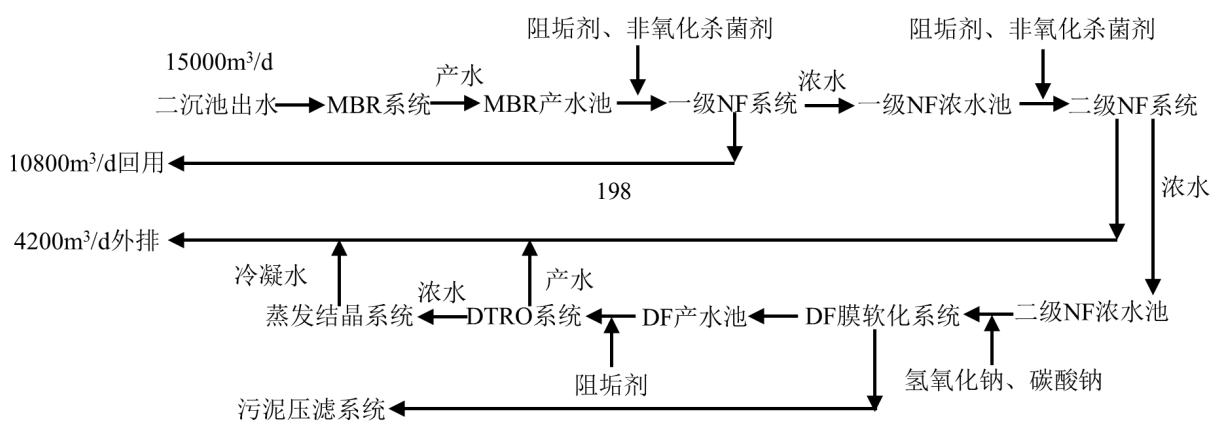 阻垢剂、非氧化杀菌剂
阻垢剂、非氧化杀菌剂
15000m³/d
产水
浓水
二沉池出水
MBR系统
MBR产水池
一级NF系统
一级NF浓水池
二级NF系统
10800m³/d回用
198
浓水
4200m³/d外排
冷凝水
浓水
产水
蒸发结晶系统
DTRO系统
DF产水池
DF膜软化系统
二级NF浓水池
阻垢剂
氢氧化钠、碳酸钠
污泥压滤系统